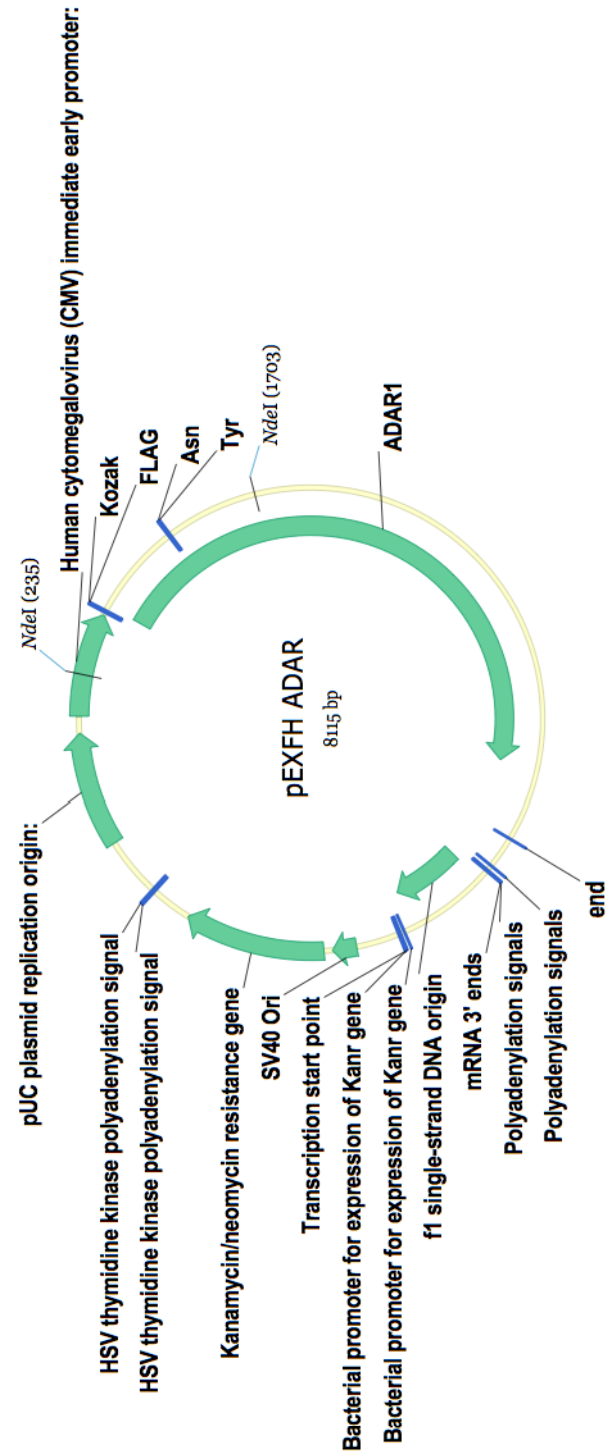 pUC plasmid replication origin:
HSV thymidine kinase polyadenylation signal
HSV thymidine kinase polyadenylation signal
Kanamycin/neomycin resistance gene
SV40 Ori
Transcription start point
Bacterial promoter for expression of Kanr gene
Bacterial promoter for expression of Kanr gene
f1 single-strand DNA origin
mRNA 3' ends
Polyadenylation signals
Polyadenylation signals
end
pEXFH ADAR
8115 bp
NdeI (235)
Human cytomegalovirus (CMV) immediate early promoter:
Kozak
FLAG
Asn
Tyr
NdeI (1703)
ADAR1